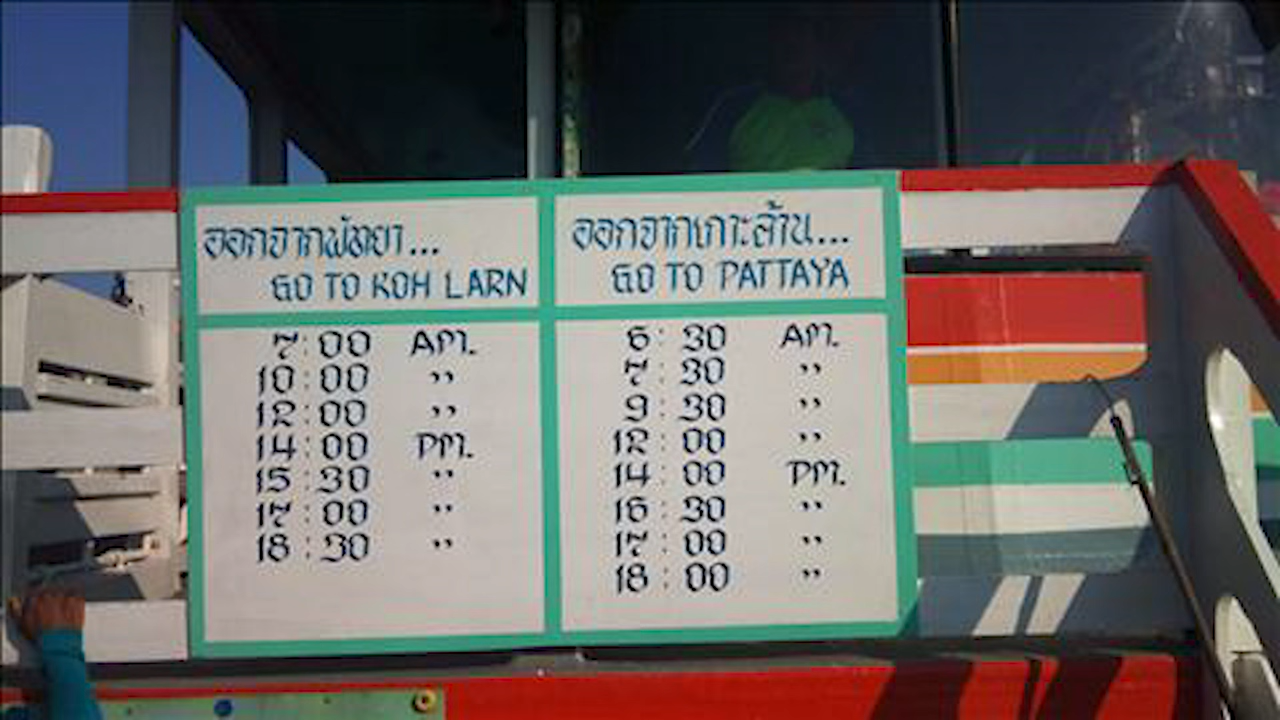 ออกจากพัทยา...
GO TO KOH LARN
7:00 AM.
10:00 ”
12:00 ”
14:00 PM.
15:30 ”
17:00 ”
18:30 ”
ออกจากเกาะล้าน...
GO TO PATTAYA
6:30 AM.
7:30 ”
9:30 ”
12:00 ”
14:00 PM.
16:30 ”
17:00 ”
18:00 ”